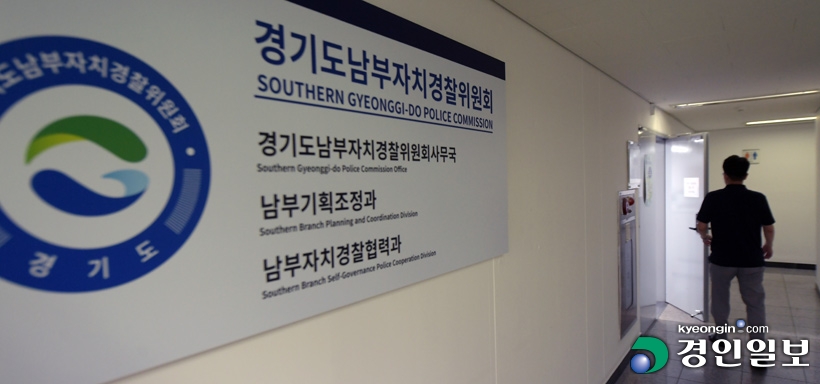 도남부자치경찰위원회
경기도
경기도남부자치경찰위원회
SOUTHERN GYEONGGI-DO POLICE COMMISSION
경기도남부자치경찰위원회사무국
Southern Gyeonggi-do Police Commission Office
남부기획조정과
Southern Branch Planning and Coordination Division
남부자치경찰협력과
Southern Branch Self-Governance Police Cooperation Division
kyeongin.com
경인일보